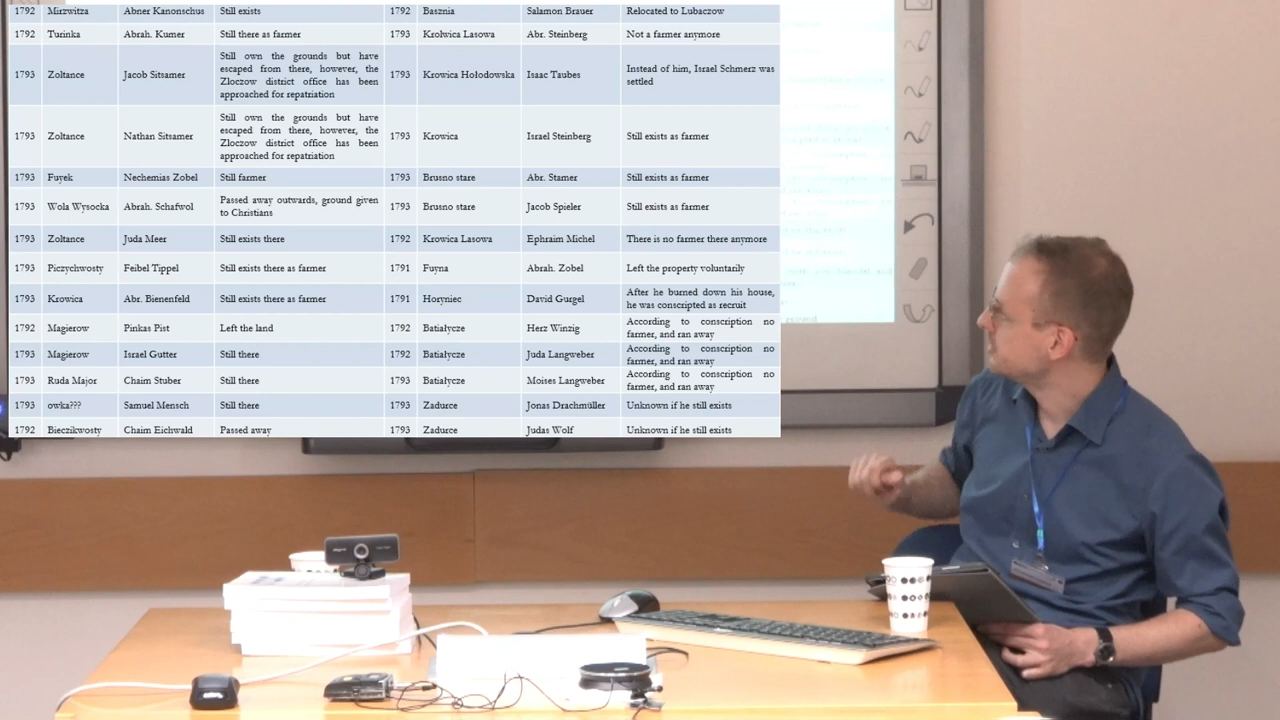 1792 Mirzwitza Abner Kanonschus Still exists 1792 Basznia Salamon Brauer Relocated to Lubaczow
1792 Turinka Abrah. Kumer Still there as farmer 1793 Krolwica Lasowa Abr. Steinberg Not a farmer anymore
1793 Zoltance Jacob Sitsamer Still own the grounds but have
escaped from there, however, the
Zloczow district office has been
approached for repatriation
1793 Krowica Hołodowska Isaac Taubes Instead of him, Israel Schmerz was
settled
1793 Zoltance Nathan Sitsamer Still own the grounds but have
escaped from there, however, the
Zloczow district office has been
approached for repatriation
1793 Krowica Israel Steinberg Still exists as farmer
1793 Fuyek Nechemias Zobel Still farmer 1793 Brusno stare Abr. Stamer Still exists as farmer
1793 Wola Wysocka Abrah. Schafwol Passed away outwards, ground given
to Christians
1793 Brusno stare Jacob Spieler Still exists as farmer
1793 Zoltance Juda Meer Still exists there 1792 Krowica Lasowa Ephraim Michel There is no farmer there anymore
1793 Piczychwosty Feibel Tippel Still exists there as farmer 1791 Fuyna Abrah. Zobel Left the property voluntarily
1793 Krowica Abr. Bienenfeld Still exists there as farmer 1791 Horyniec David Gurgel After he burned down his house,
he was conscripted as recruit
1792 Magierow Pinkas Pist Left the land 1792 Batiałycze Herz Winzig According to conscription no
farmer, and ran away
1793 Magierow Israel Gutter Still there 1792 Batiałycze Juda Langweber According to conscription no
farmer, and ran away
1793 Ruda Major Chaim Stuber Still there 1793 Batiałycze Moises Langweber According to conscription no
farmer, and ran away
1793 owka??? Samuel Mensch Still there 1793 Zadurce Jonas Drachmüller Unknown if he still exists
1792 Bieczikwosty Chaim Eichwald Passed away 1793 Zadurce Judas Wolf Unknown if he still exists